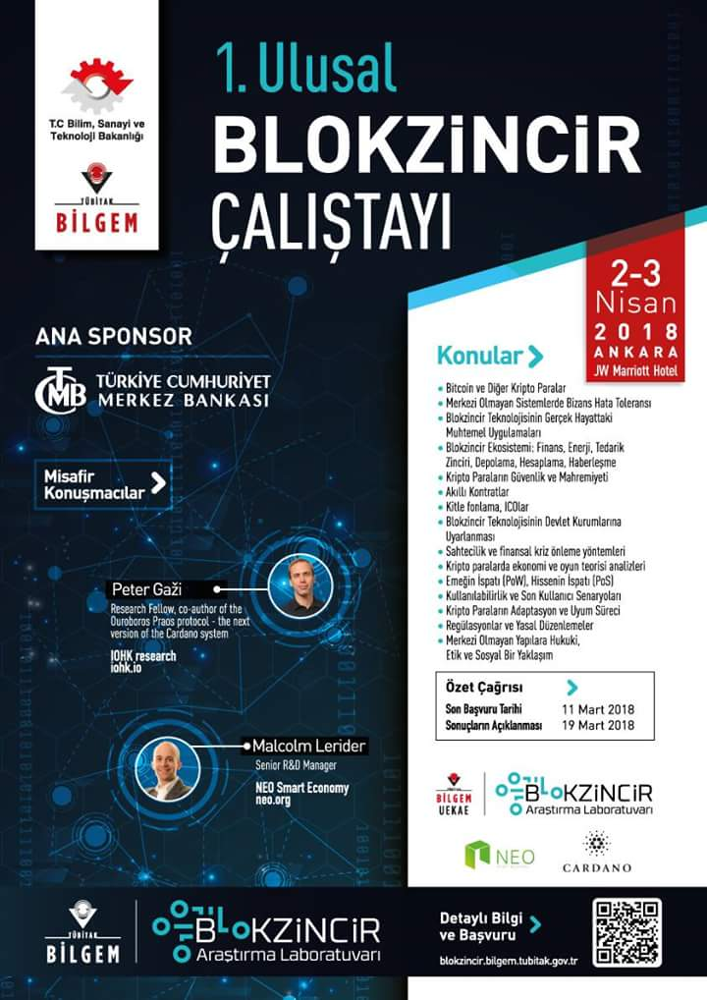 T.C Bilim, Sanayi ve
Teknoloji Bakanlığı
TÜBİTAK
BİLGEM
1. Ulusal
BLOKZİNCİR
ÇALIŞTAYI
2-3
Nisan
2018
ANKARA
JW Marriott Hotel
ANA SPONSOR
TCMB
TÜRKİYE CUMHURİYET
MERKEZ BANKASI
Misafir
Konuşmacılar
Peter Gaži
Research Fellow, co-author of the
Ouroboros Praos protocol - the next
version of the Cardano system
IOHK research
iohk.io
Malcolm Lerider
Senior R&D Manager
NEO Smart Economy
neo.org
Konular
• Bitcoin ve Diğer Kripto Paralar
• Merkezi Olmayan Sistemlerde Bizans Hata Toleransı
• Blokzincir Teknolojisinin Gerçek Hayattaki
Muhtemel Uygulamaları
• Blokzincir Ekosistemi: Finans, Enerji, Tedarik
Zinciri, Depolama, Hesaplama, Haberleşme
• Kripto Paraların Güvenlik ve Mahremiyeti
• Akıllı Kontratlar
• Kitle fonlama, ICOlar
• Blokzincir Teknolojisinin Devlet Kurumlarına
Uyarlanması
• Sahtecilik ve finansal kriz önleme yöntemleri
• Kripto paralarda ekonomi ve oyun teorisi analizleri
• Emeğin İspatı (PoW), Hissenin İspatı (PoS)
• Kullanılabilirlik ve Son Kullanıcı Senaryoları
• Kripto Paraların Adaptasyon ve Uyum Süreci
• Regülasyonlar ve Yasal Düzenlemeler
• Merkezi Olmayan Yapılara Hukuki,
Etik ve Sosyal Bir Yaklaşım
Özet Çağrısı
Son Başvuru Tarihi 11 Mart 2018
Sonuçların Açıklanması 19 Mart 2018
BİLGEM
UEKAE
BLoKZİNCİR
Araştırma Laboratuvarı
NEO
CARDANO
TÜBİTAK
BİLGEM
BLoKZİNCİR
Araştırma Laboratuvarı
Detaylı Bilgi
ve Başvuru
blokzincir.bilgem.tubitak.gov.tr